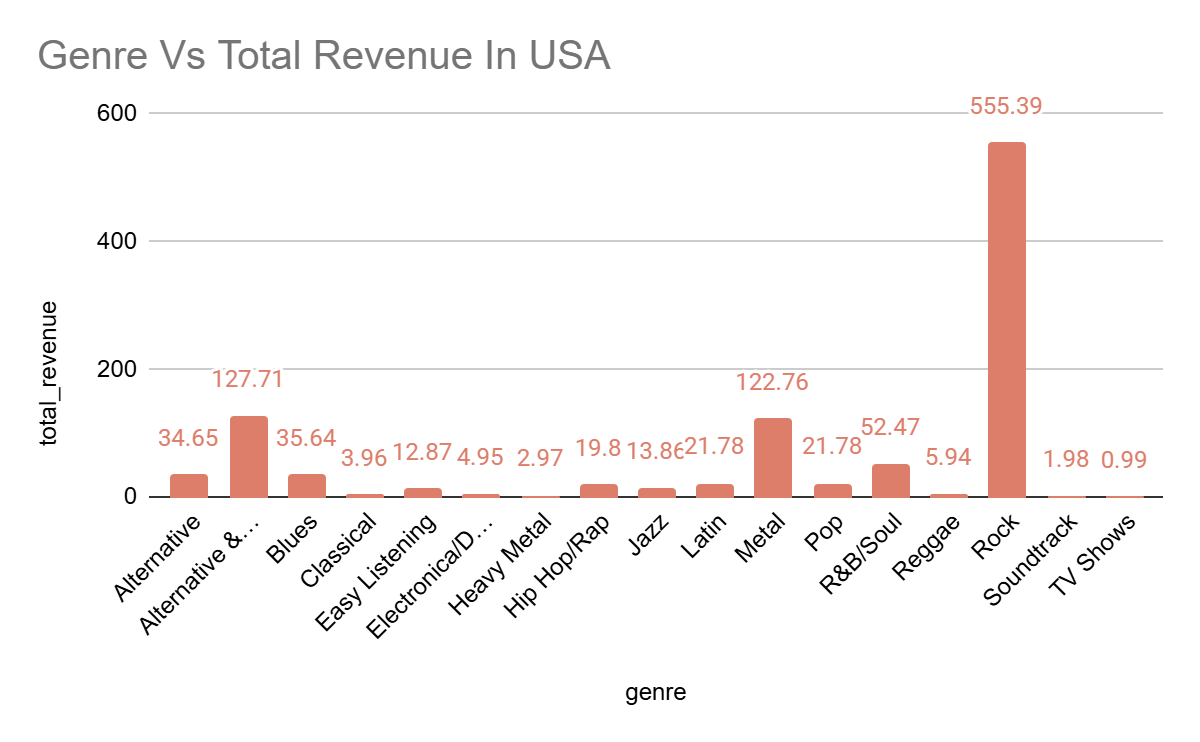 Genre Vs Total Revenue In USA
total_revenue
600
400
200
0
34.65
127.71
35.64
3.96
12.87
4.95
2.97
19.8
13.86
21.78
122.76
21.78
52.47
5.94
555.39
1.98
0.99
Alternative
Alternative &…
Blues
Classical
Easy Listening
Electronica/D…
Heavy Metal
Hip Hop/Rap
Jazz
Latin
Metal
Pop
R&B/Soul
Reggae
Rock
Soundtrack
TV Shows
genre